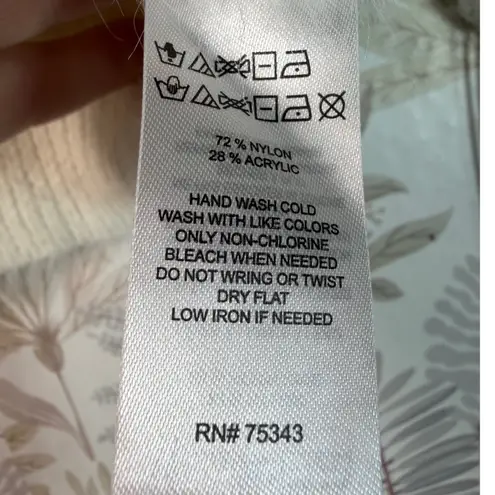 72 % NYLON
28 % ACRYLIC
HAND WASH COLD
WASH WITH LIKE COLORS
ONLY NON-CHLORINE
BLEACH WHEN NEEDED
DO NOT WRING OR TWIST
DRY FLAT
LOW IRON IF NEEDED
RN# 75343